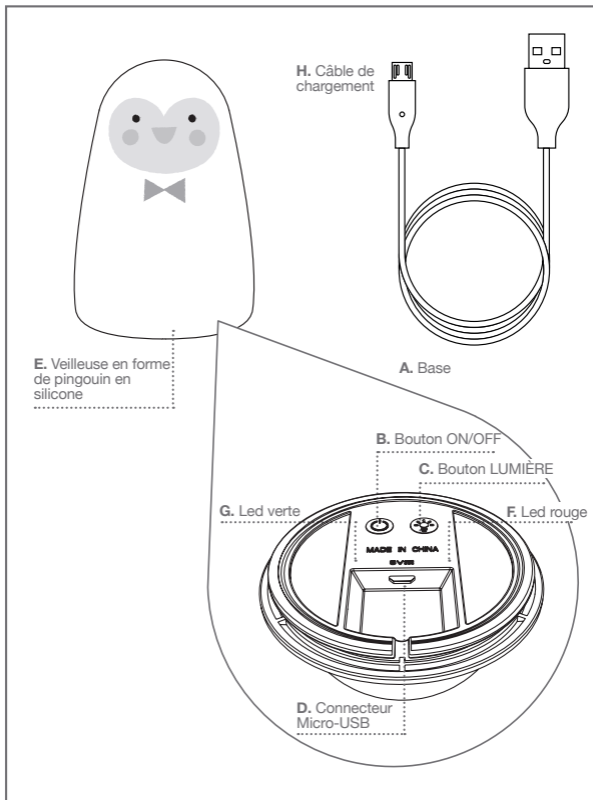 H. Câble de
chargement
E. Veilleuse en forme
de pingouin en
silicone
A. Base
B. Bouton ON/OFF
C. Bouton LUMIÈRE
G. Led verte
F. Led rouge
MADE IN CHINA
D. Connecteur
Micro-USB